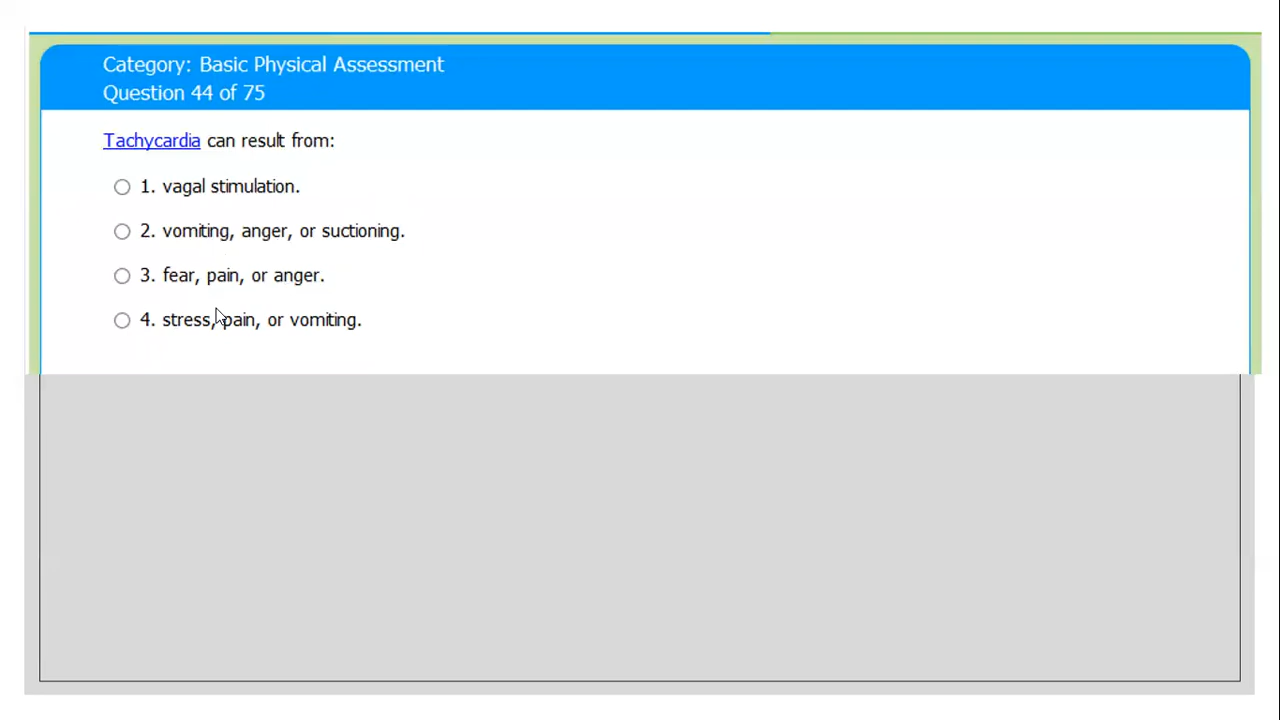 Category: Basic Physical Assessment
Question 44 of 75
Tachycardia can result from:
1. vagal stimulation.
2. vomiting, anger, or suctioning.
3. fear, pain, or anger.
4. stress, pain, or vomiting.